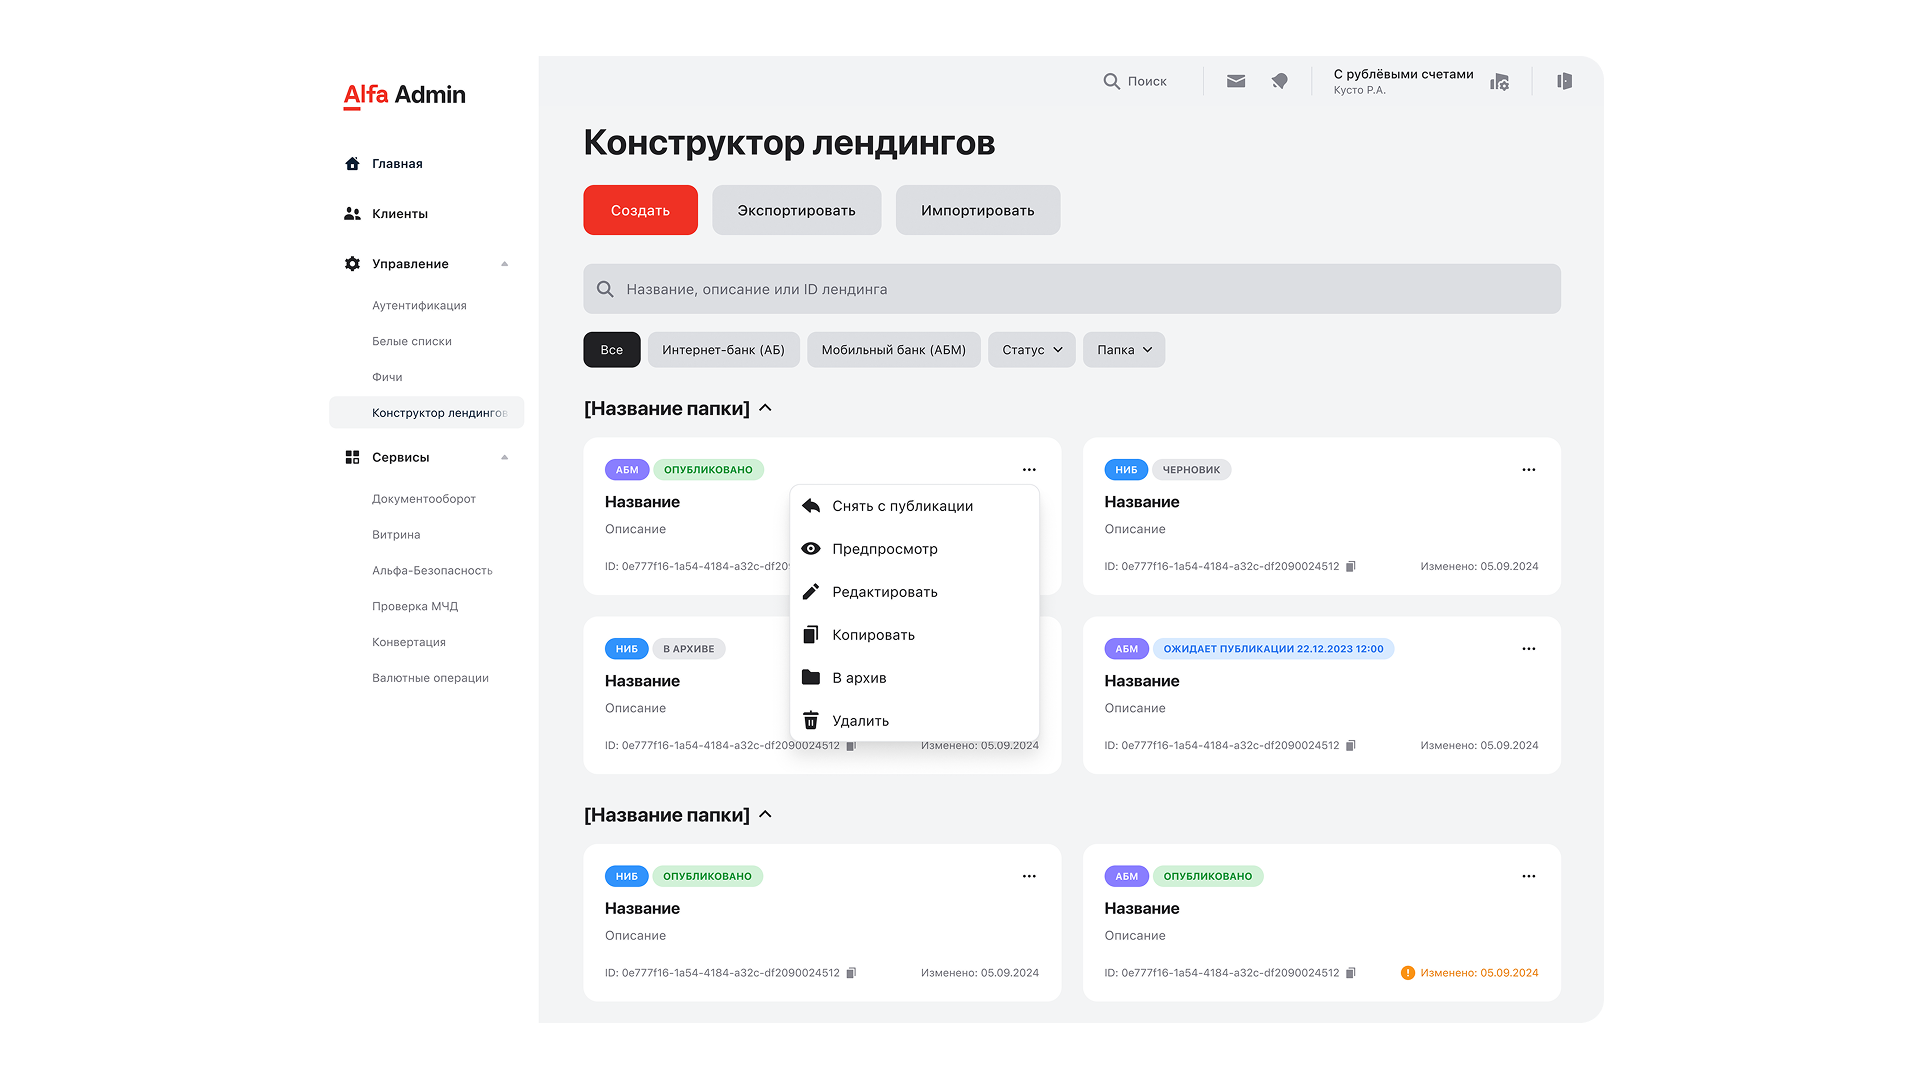 Alfa Admin
Главная
Клиенты
Управление
Аутентификация
Белые списки
Фичи
Конструктор лендингов
Сервисы
Документооборот
Витрина
Альфа-Безопасность
Проверка МЧД
Конвертация
Валютные операции
Поиск
С рублёвыми счетами
Кусто Р.А.
Конструктор лендингов
Создать
Экспортировать
Импортировать
Название, описание или ID лендинга
Все
Интернет-банк (АБ)
Мобильный банк (АБМ)
Статус
Папка
[Название папки]
АБМ ОПУБЛИКОВАНО
Название
Описание
ID: 0e777f16-1a54-4184-a32c-df20
Снять с публикации
Предпросмотр
Редактировать
Копировать
В архив
Удалить
НИБ ЧЕРНОВИК
Название
Описание
ID: 0e777f16-1a54-4184-a32c-df2090024512
Изменено: 05.09.2024
НИБ В АРХИВЕ
Название
Описание
ID: 0e777f16-1a54-4184-a32c-df2090024512
Изменено: 05.09.2024
АБМ ОЖИДАЕТ ПУБЛИКАЦИИ 22.12.2023 12:00
Название
Описание
ID: 0e777f16-1a54-4184-a32c-df2090024512
Изменено: 05.09.2024
[Название папки]
НИБ ОПУБЛИКОВАНО
Название
Описание
ID: 0e777f16-1a54-4184-a32c-df2090024512
Изменено: 05.09.2024
АБМ ОПУБЛИКОВАНО
Название
Описание
ID: 0e777f16-1a54-4184-a32c-df2090024512
Изменено: 05.09.2024